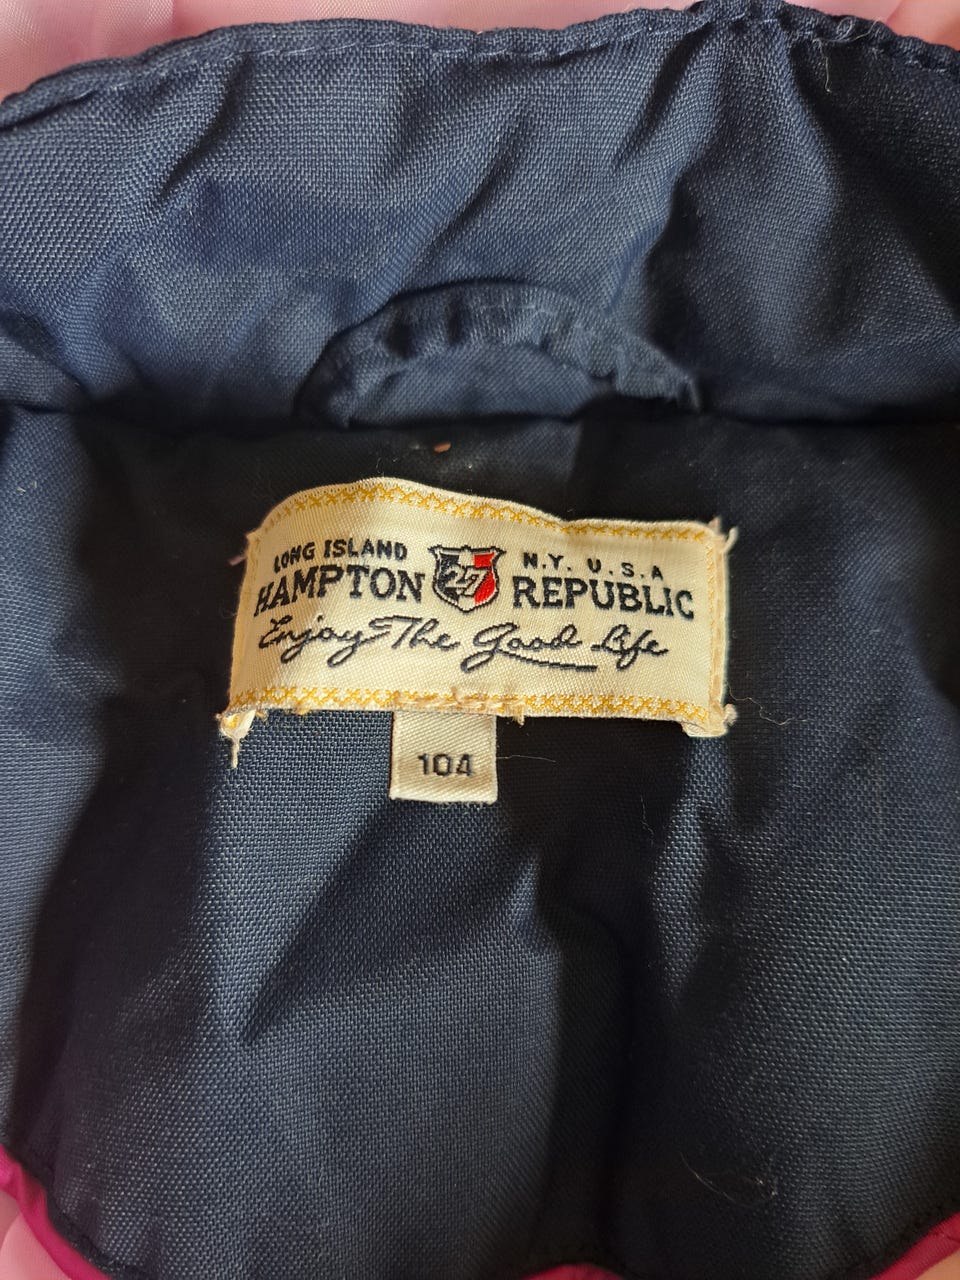 LONG ISLAND N.Y. U.S.A
HAMPTON 27 REPUBLIC
Enjoy The Good Life
104